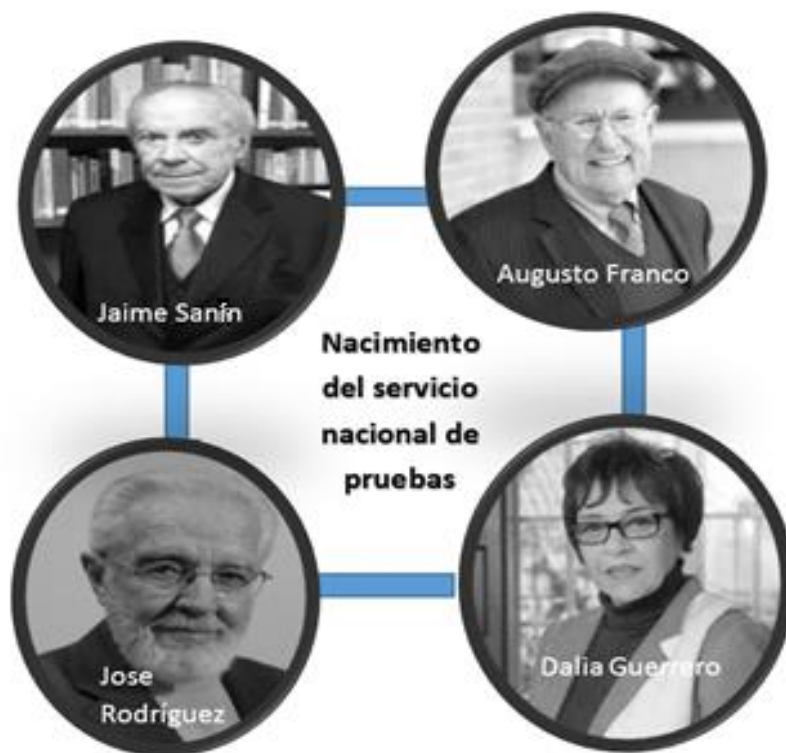 Jaime Sanín
Augusto Franco
Nacimiento
del servicio
nacional de
pruebas
Jose
Rodríguez
Dalia Guerrero